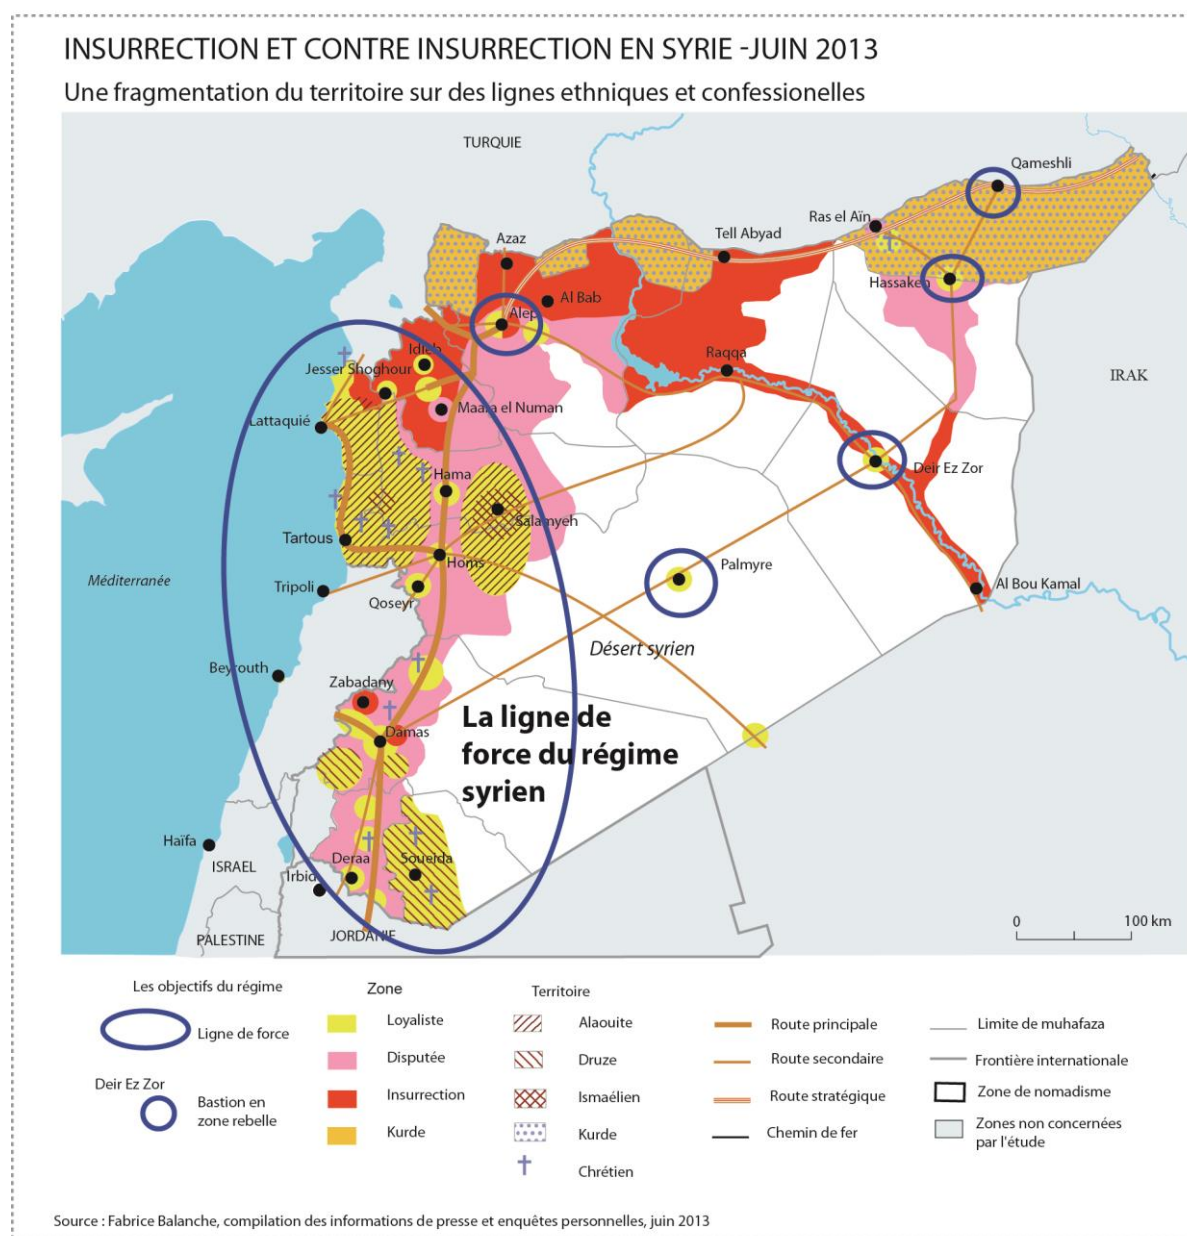 INSURRECTION ET CONTRE INSURRECTION EN SYRIE -JUIN 2013
Une fragmentation du territoire sur des lignes ethniques et confessionelles
TURQUIE
Qameshli
Ras el Aïn
Azaz
Tell Abyad
Hassakeh
Al Bab
Alep
Idleb
Jesser Shoghour
Raqqa
IRAK
Maara el Numan
Lattaquié
Deir Ez Zor
Hama
Salamyeh
Tartous
Homs
Méditerranée
Palmyre
Al Bou Kamal
Tripoli
Qoseyr
Désert syrien
Beyrouth
Zabadany
La ligne de
force du régime
syrien
Damas
Haïfa
ISRAEL
Deraa
Soueida
Irbid
PALESTINE
JORDANIE
0
100 km
Les objectifs du régime
Ligne de force
Deir Ez Zor
Bastion en
zone rebelle
Zone
Loyaliste
Disputée
Insurrection
Kurde
Territoire
Alaouite
Druze
Ismaélien
Kurde
Chrétien
Route principale
Route secondaire
Route stratégique
Chemin de fer
Limite de muhafaza
Frontière internationale
Zone de nomadisme
Zones non concernées
par l'étude
Source : Fabrice Balanche, compilation des informations de presse et enquêtes personnelles, juin 2013